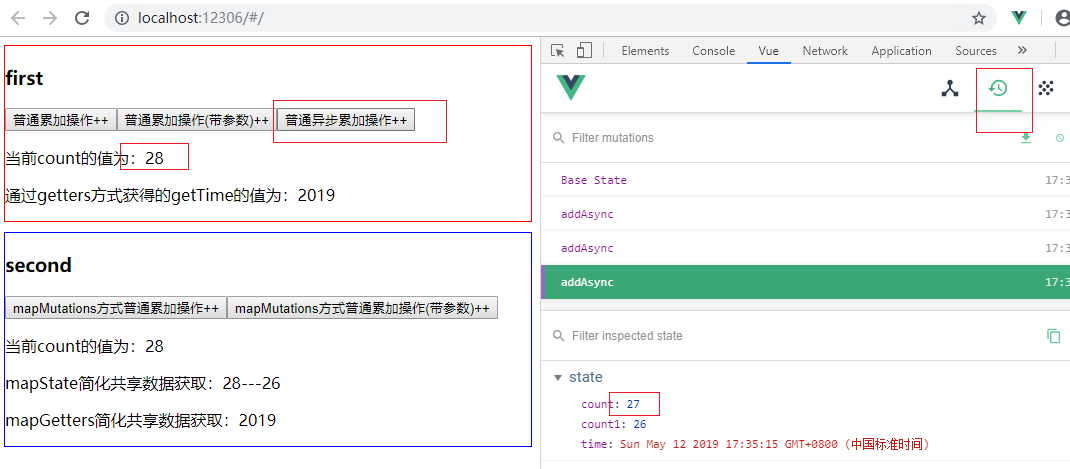 localhost:12306/#/
Elements Console Vue Network Application Sources »
first
普通累加操作++ 普通累加操作(带参数)++ 普通异步累加操作++
当前count的值为：28
通过getters方式获得的getTime的值为：2019
second
mapMutations方式普通累加操作++ mapMutations方式普通累加操作(带参数)++
当前count的值为：28
mapState简化共享数据获取：28---26
mapGetters简化共享数据获取：2019
Filter mutations
Base State 17:3
addAsync 17:3
addAsync 17:3
addAsync 17:3
Filter inspected state
state
count: 27
count1: 26
time: Sun May 12 2019 17:35:15 GMT+0800 (中国标准时间)